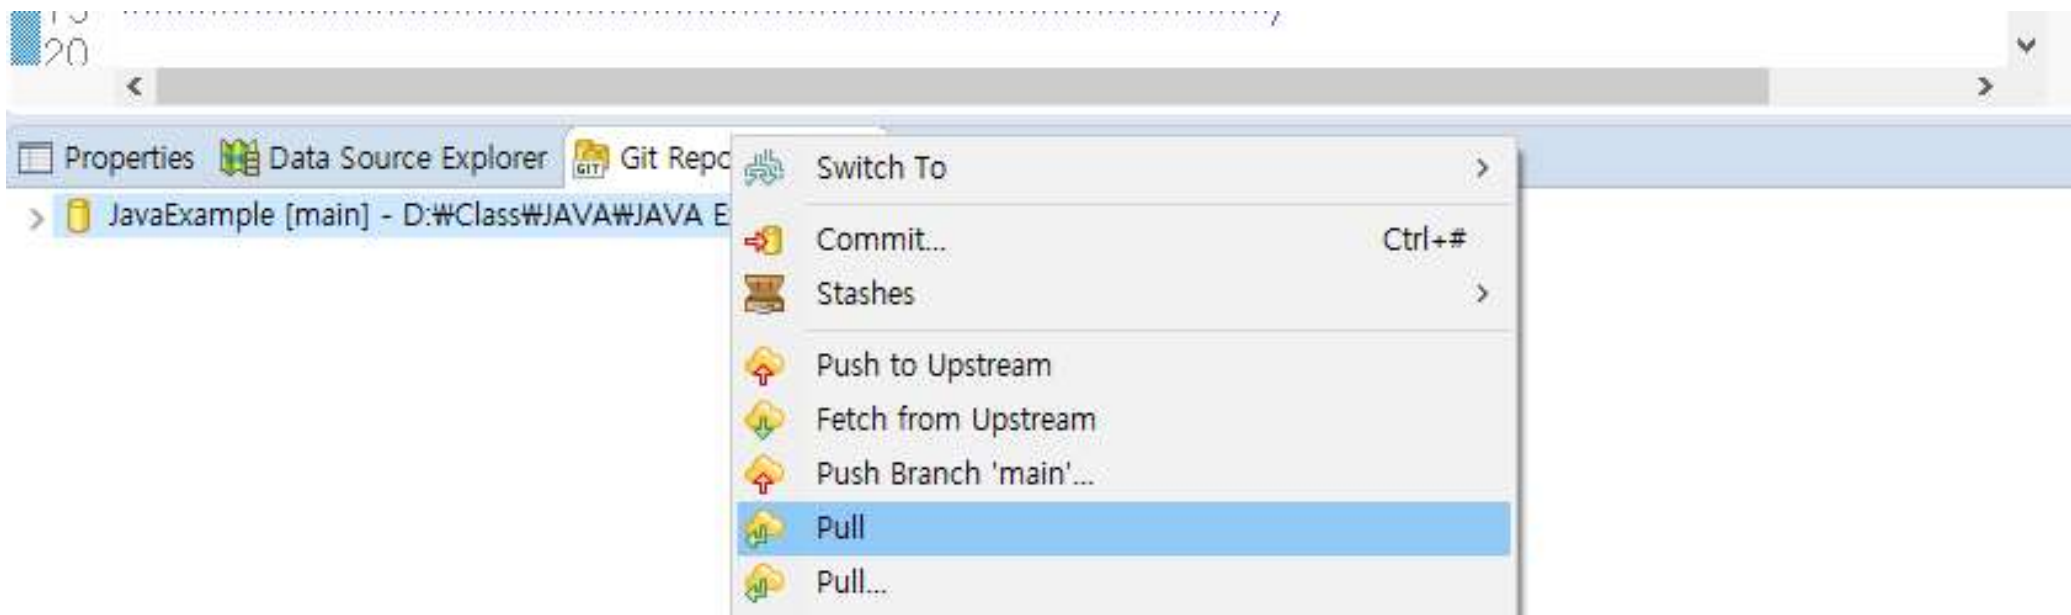 20
Properties Data Source Explorer GIT Git Repo
JavaExample [main] - D:₩Class₩JAVA₩JAVA E
Switch To
Commit... Ctrl+#
Stashes
Push to Upstream
Fetch from Upstream
Push Branch 'main'...
Pull
Pull...